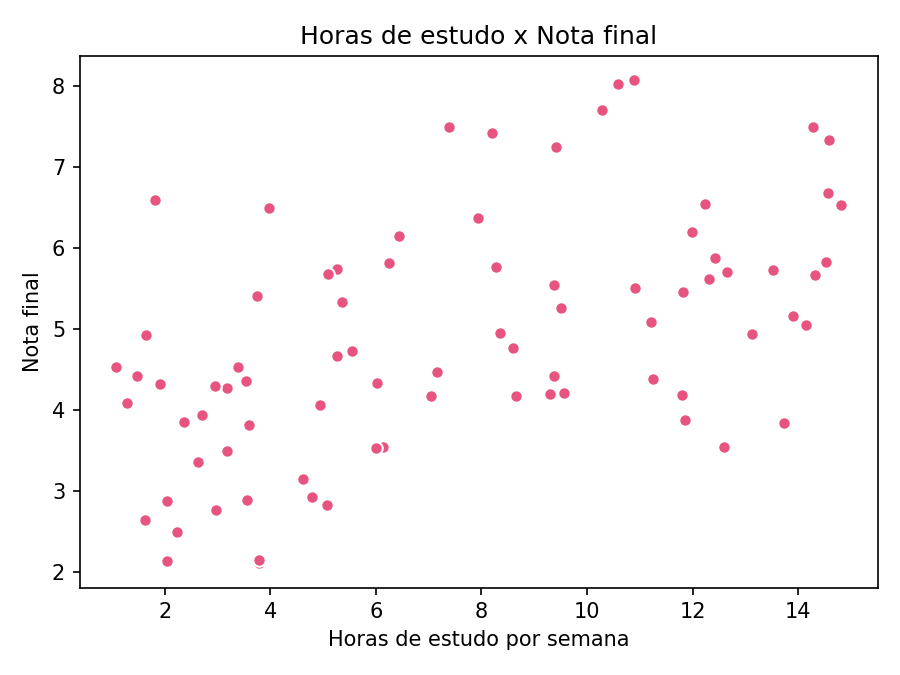 Horas de estudo x Nota final
Nota final
8
7
6
5
4
3
2
2 4 6 8 10 12 14
Horas de estudo por semana